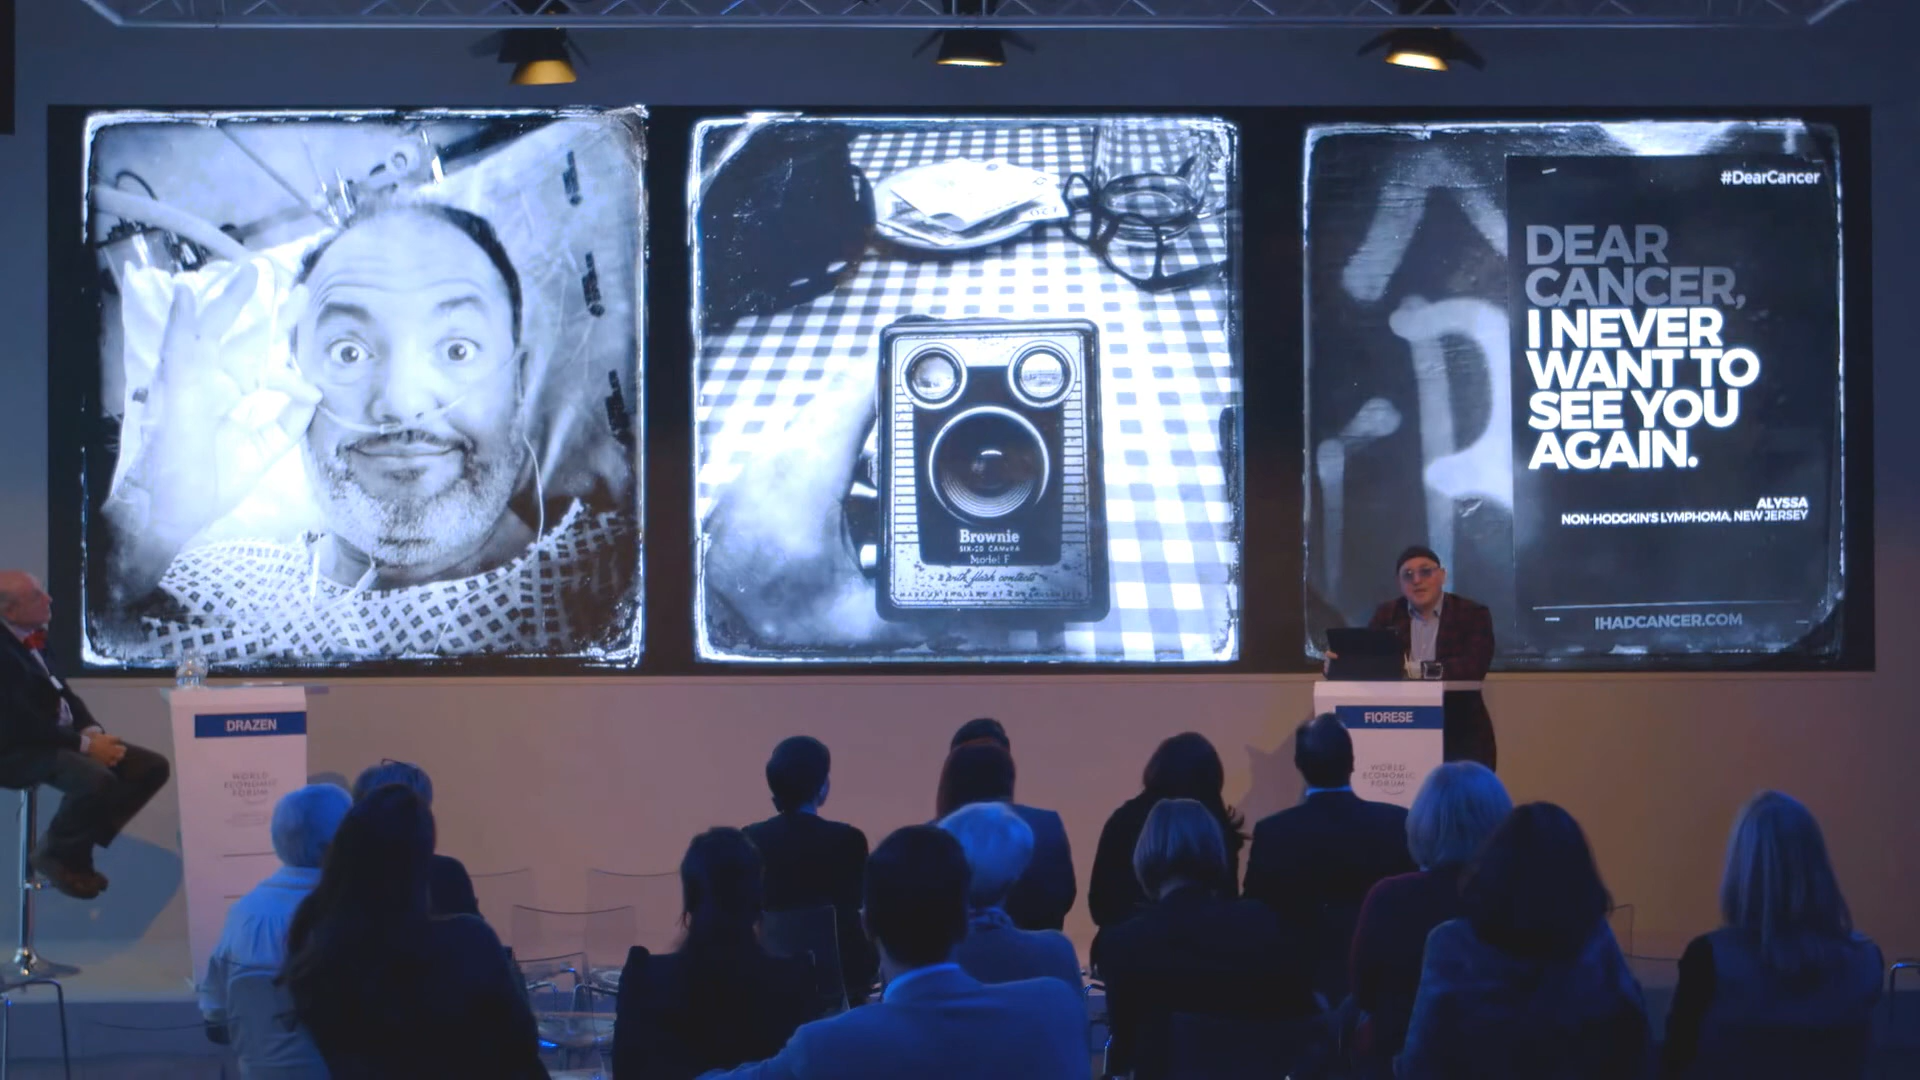 #DearCancer
DEAR
CANCER,
I NEVER
WANT TO
SEE YOU
AGAIN.
ALYSSA
NON-HODGKIN'S LYMPHOMA, NEW JERSEY
IHADCANCER.COM
Brownie
SIX-20 CAMERA
Model F
with flash contacts
DRAZEN
WORLD
ECONOMIC
FORUM
FIORESE
WORLD
ECONOMIC
FORUM